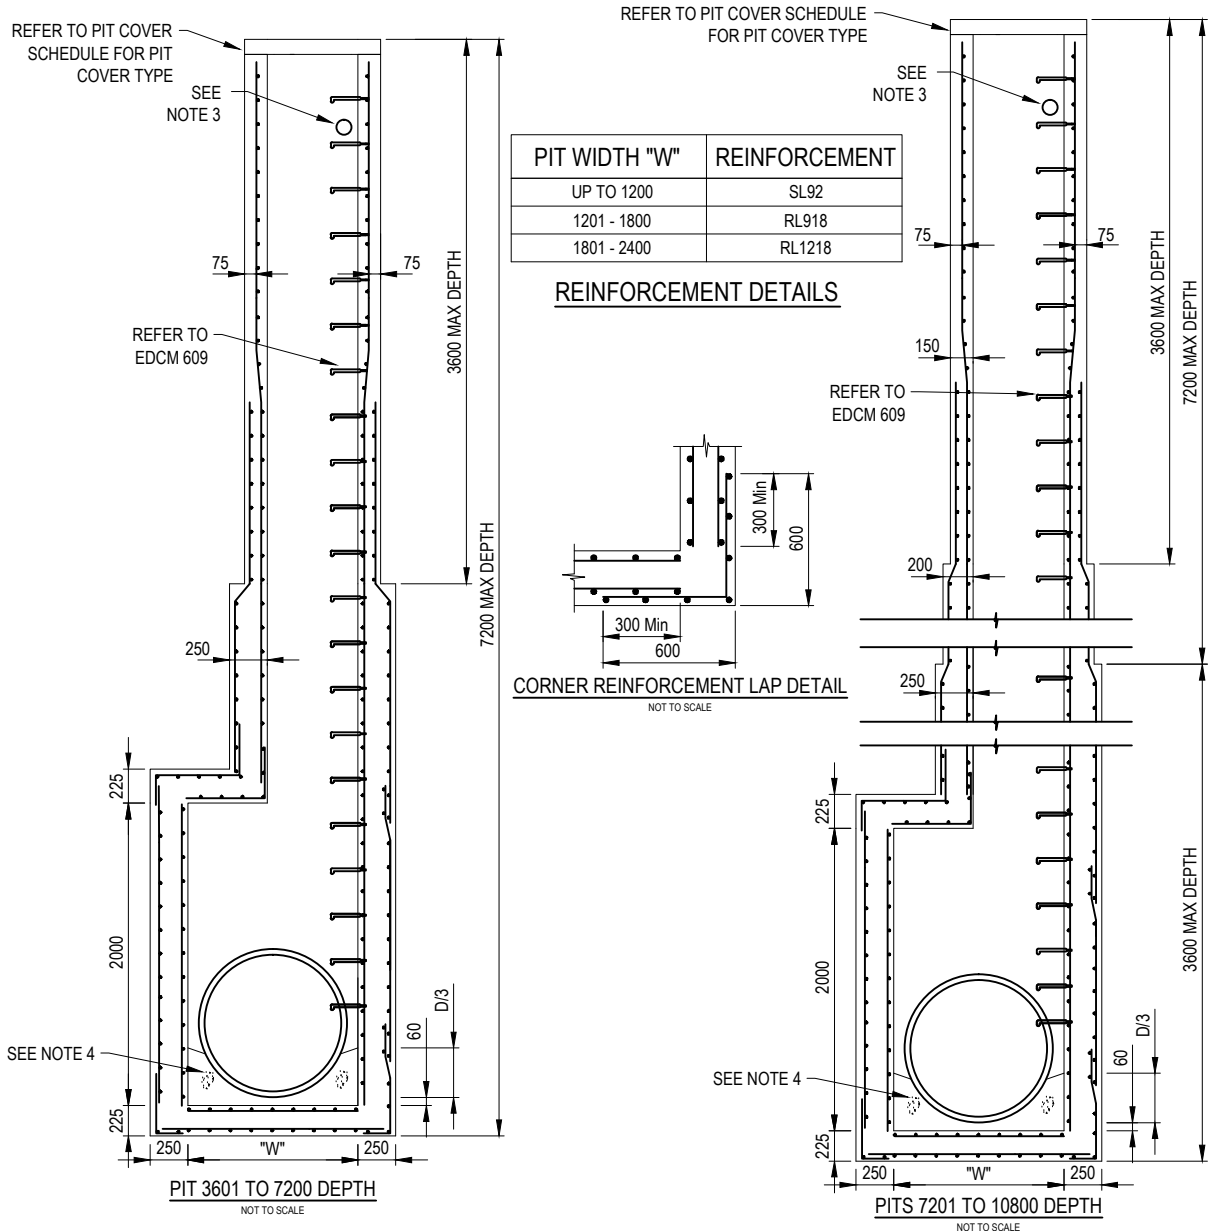 REFER TO PIT COVER
SCHEDULE FOR PIT
COVER TYPE
SEE
NOTE 3
75
75
REFER TO
EDCM 609
3600 MAX DEPTH
7200 MAX DEPTH
250
225
2000
225
SEE NOTE 4
60
D/3
250
"W"
250
PIT 3601 TO 7200 DEPTH
NOT TO SCALE
PIT WIDTH "W" REINFORCEMENT
UP TO 1200 SL92
1201 - 1800 RL918
1801 - 2400 RL1218
REINFORCEMENT DETAILS
300 Min
600
300 Min
600
CORNER REINFORCEMENT LAP DETAIL
NOT TO SCALE
REFER TO PIT COVER SCHEDULE
FOR PIT COVER TYPE
SEE
NOTE 3
75
75
150
REFER TO
EDCM 609
3600 MAX DEPTH
7200 MAX DEPTH
200
250
225
2000
225
3600 MAX DEPTH
SEE NOTE 4
60
D/3
250
"W"
250
PITS 7201 TO 10800 DEPTH
NOT TO SCALE